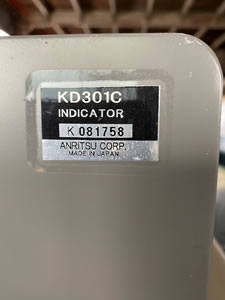 KD301C
INDICATOR
K 081758
ANRITSU CORP.
MADE IN JAPAN